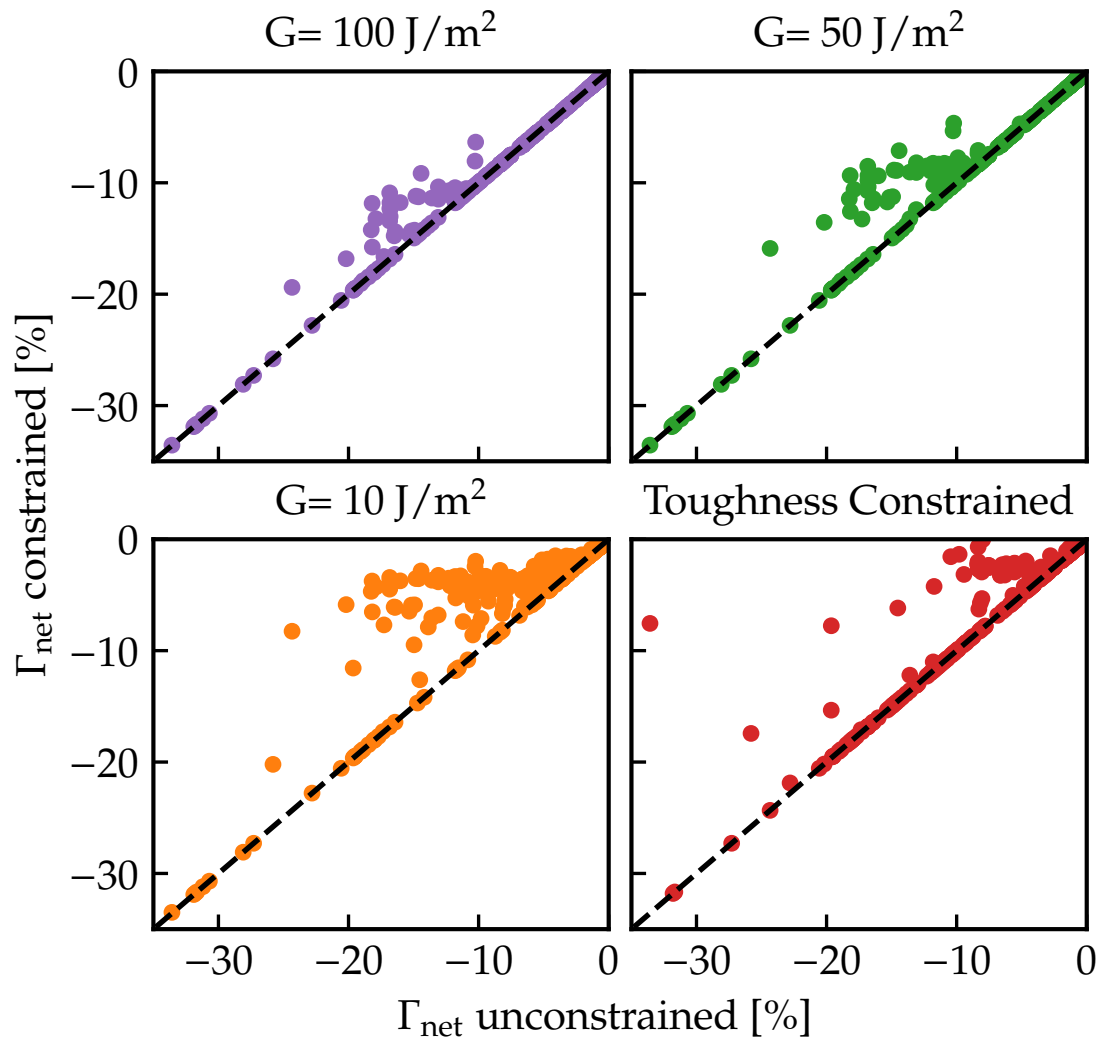 G= 100 J/m²
G= 50 J/m²
0
−10
−20
−30
Γnet constrained [%]
G= 10 J/m²
Toughness Constrained
0
−10
−20
−30
−30
−20
−10
0
−30
−20
−10
0
Γnet unconstrained [%]